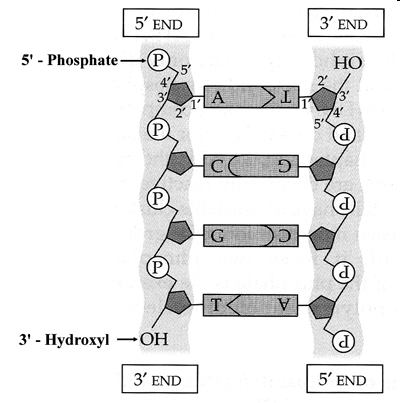 5′ END 3′ END
5' - Phosphate P 5′ HO
4′ 2′
3′ 2′ 1′ A T 1′ 3′
5′ 4′
P P
C G
P P
G C
P P
T A
3' - Hydroxyl OH P
3′ END 5′ END